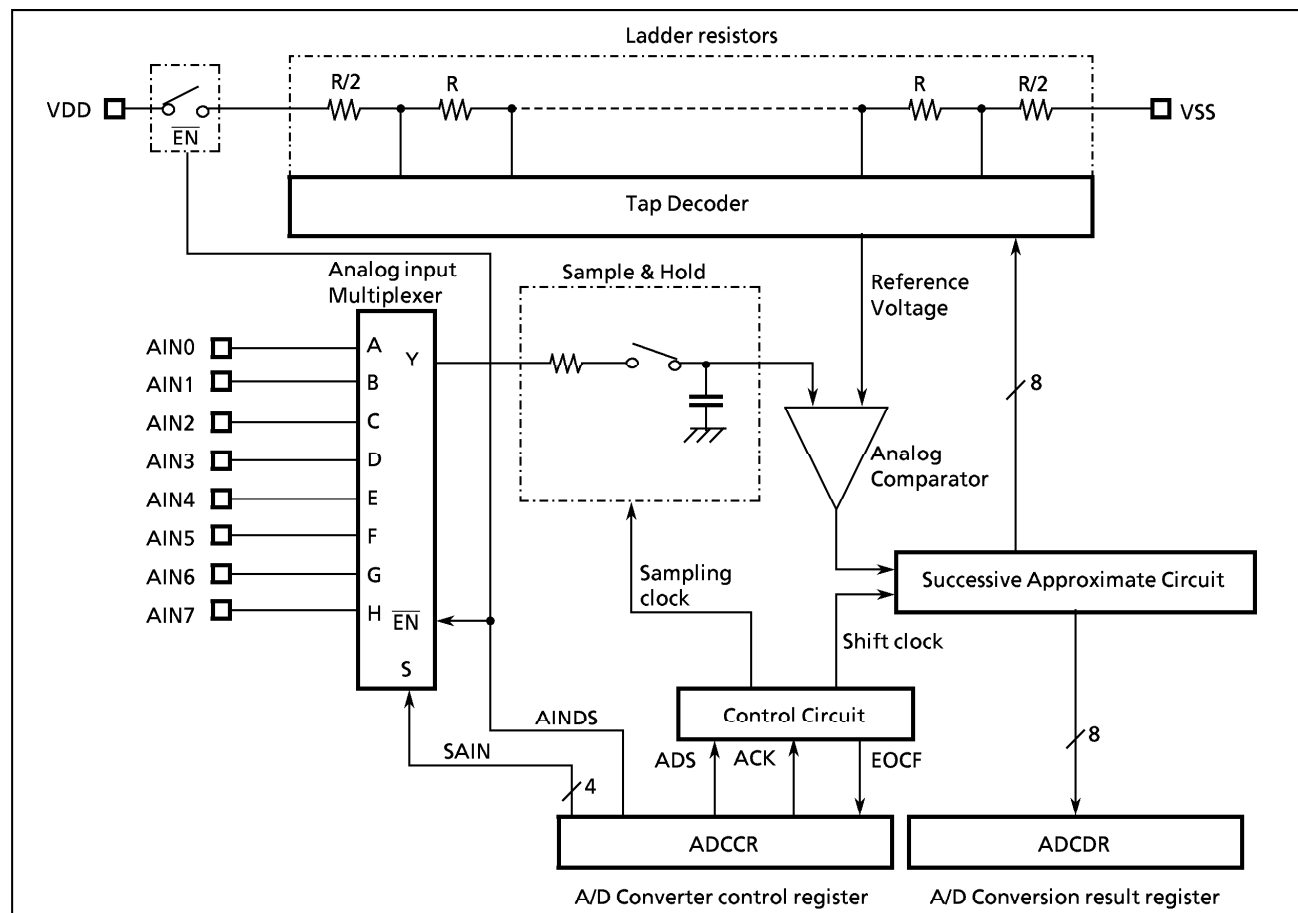 Ladder resistors
R/2
R
R
R/2
VDD
EN
VSS
Tap Decoder
Analog input
Multiplexer
Sample & Hold
Reference
Voltage
AIN0
A
Y
AIN1
B
8
AIN2
C
AIN3
D
Analog
Comparator
AIN4
E
AIN5
F
AIN6
G
Sampling
clock
Successive Approximate Circuit
AIN7
H
EN
Shift clock
S
Control Circuit
AINDS
SAIN
ADS
ACK
EOCF
8
4
ADCCR
ADCDR
A/D Converter control register
A/D Conversion result register